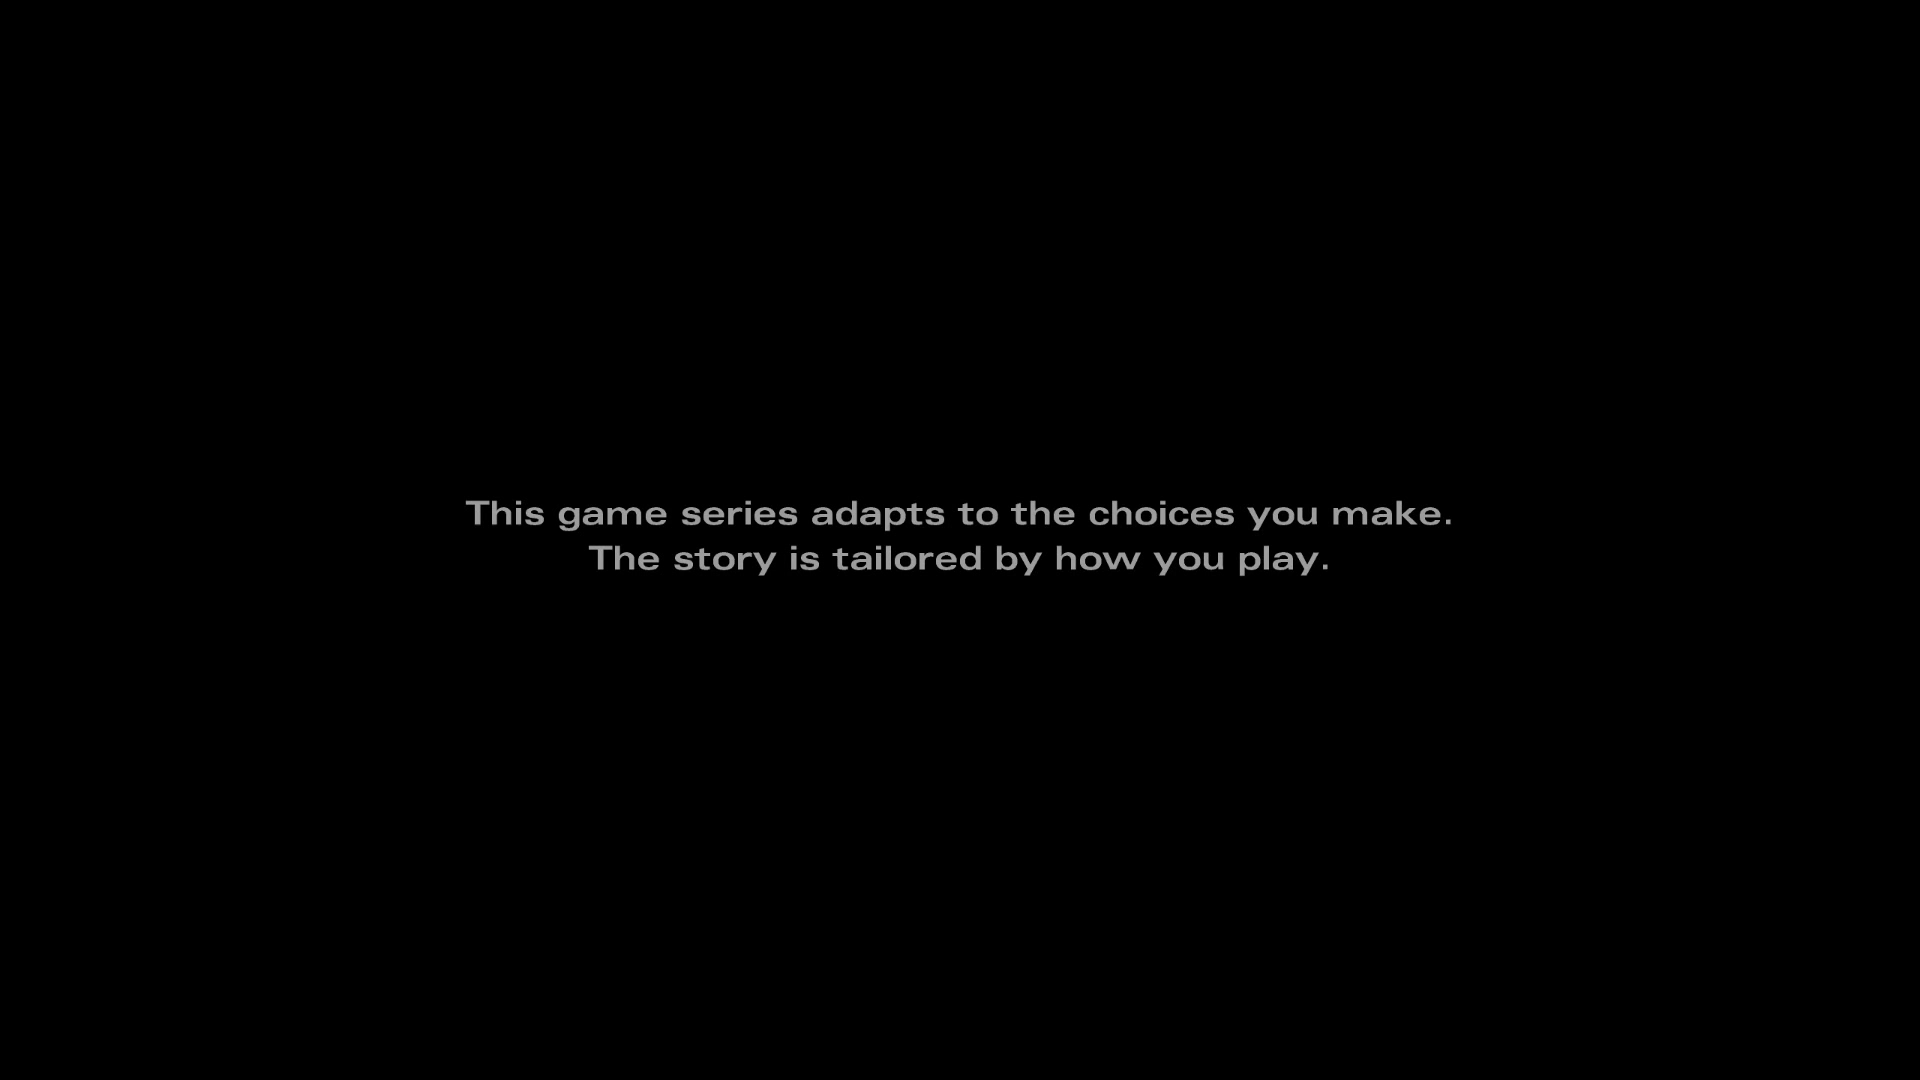 This game series adapts to the choices you make.
The story is tailored by how you play.